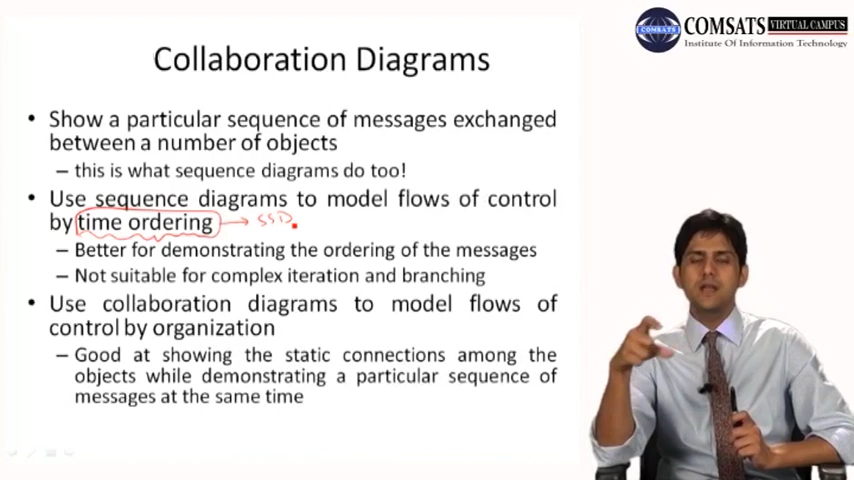 COMSATS VIRTUAL CAMPUS
Institute Of Information Technology
COMSATS
Collaboration Diagrams
• Show a particular sequence of messages exchanged
between a number of objects
– this is what sequence diagrams do too!
• Use sequence diagrams to model flows of control
by time ordering → SSD
– Better for demonstrating the ordering of the messages
– Not suitable for complex iteration and branching
• Use collaboration diagrams to model flows of
control by organization
– Good at showing the static connections among the
objects while demonstrating a particular sequence of
messages at the same time